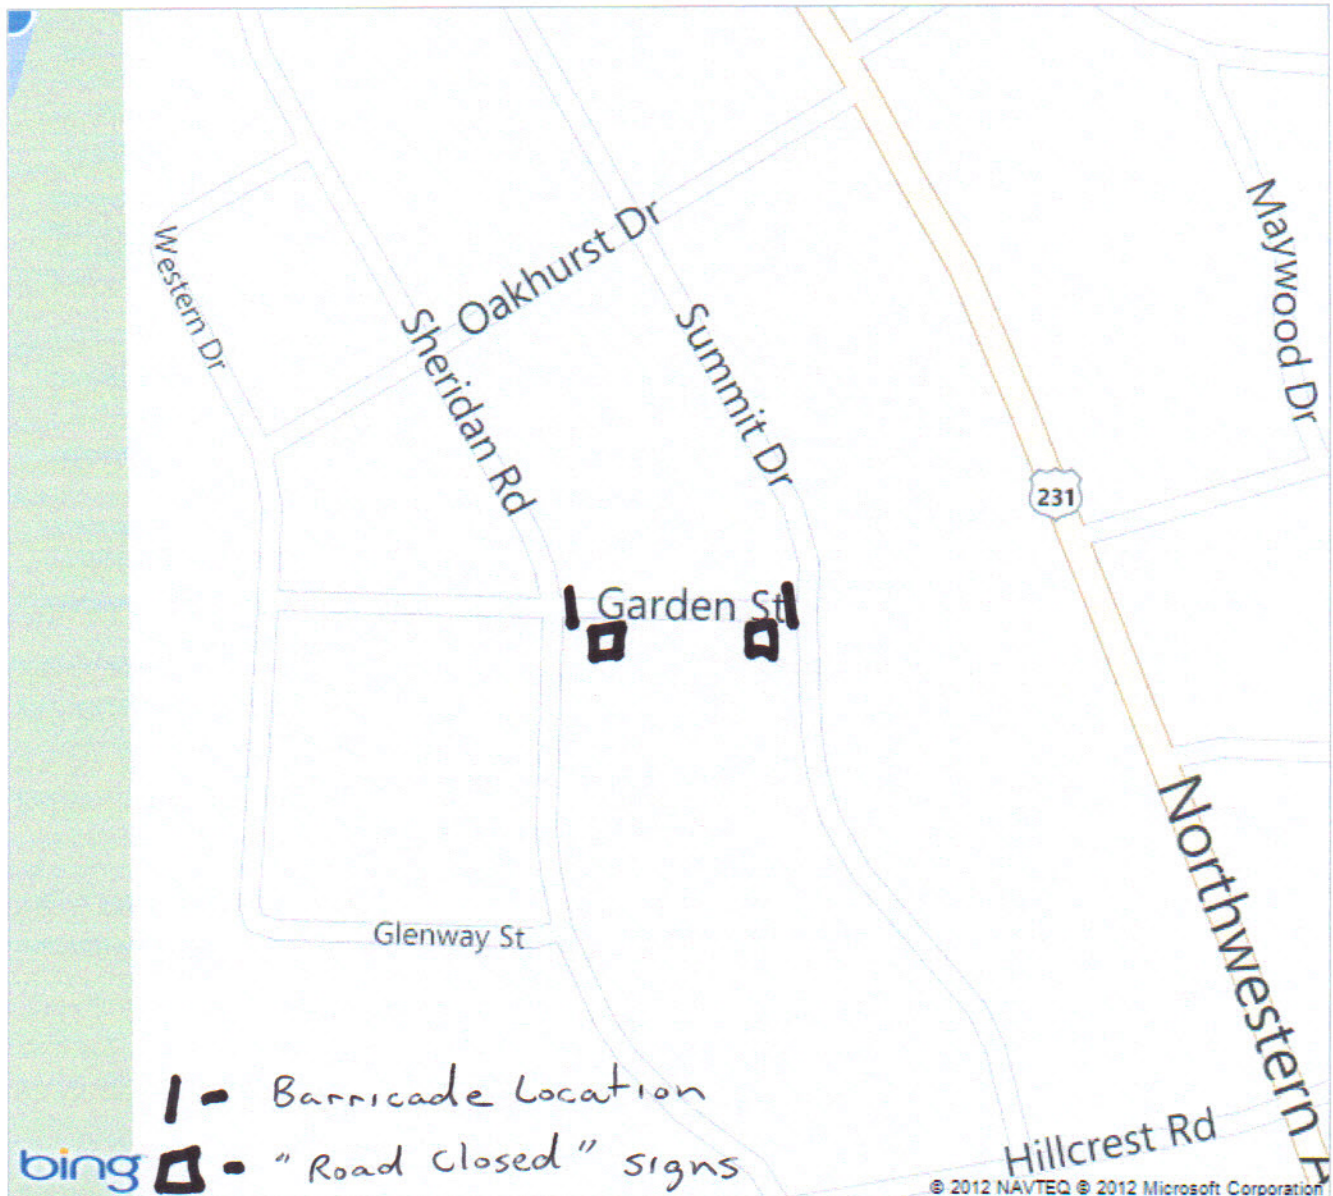 Western Dr
Oakhurst Dr
Sheridan Rd
Summit Dr
Maywood Dr
231
Garden St
Glenway St
Northwestern A
Hillcrest Rd
- Barricade Location
- "Road Closed" signs
bing
© 2012 NAVTEQ © 2012 Microsoft Corporation